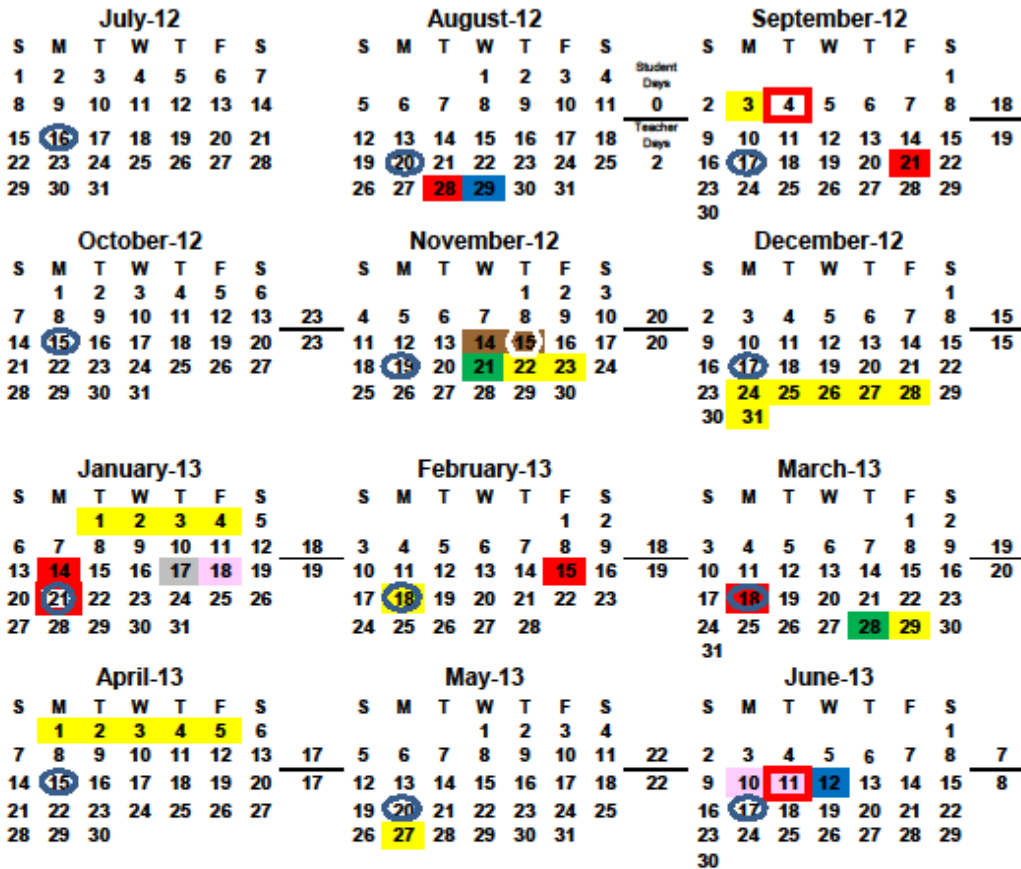 July-12 August-12 September-12
S M T W T F S S M T W T F S S M T W T F S
1 2 3 4 5 6 7 1 2 3 4 Student Days 1
8 9 10 11 12 13 14 5 6 7 8 9 10 11 0 2 3 4 5 6 7 8 18
15 16 17 18 19 20 21 12 13 14 15 16 17 18 Teacher Days 9 10 11 12 13 14 15 19
22 23 24 25 26 27 28 19 20 21 22 23 24 25 2 16 17 18 19 20 21 22
29 30 31 26 27 28 29 30 31 23 24 25 26 27 28 29
30
October-12 November-12 December-12
S M T W T F S S M T W T F S S M T W T F S
1 2 3 4 5 6 1 2 3 1
7 8 9 10 11 12 13 23 4 5 6 7 8 9 10 20 2 3 4 5 6 7 8 15
14 15 16 17 18 19 20 23 11 12 13 14 15 16 17 20 9 10 11 12 13 14 15 15
21 22 23 24 25 26 27 18 19 20 21 22 23 24 16 17 18 19 20 21 22
28 29 30 31 25 26 27 28 29 30 23 24 25 26 27 28 29
30 31
January-13 February-13 March-13
S M T W T F S S M T W T F S S M T W T F S
1 2 3 4 5 1 2 1 2
6 7 8 9 10 11 12 18 3 4 5 6 7 8 9 18 3 4 5 6 7 8 9 19
13 14 15 16 17 18 19 19 10 11 12 13 14 15 16 19 10 11 12 13 14 15 16 20
20 21 22 23 24 25 26 17 18 19 20 21 22 23 17 18 19 20 21 22 23
27 28 29 30 31 24 25 26 27 28 24 25 26 27 28 29 30
31
April-13 May-13 June-13
S M T W T F S S M T W T F S S M T W T F S
1 2 3 4 5 6 1 2 3 4 1
7 8 9 10 11 12 13 17 5 6 7 8 9 10 11 22 2 3 4 5 6 7 8 7
14 15 16 17 18 19 20 17 12 13 14 15 16 17 18 22 9 10 11 12 13 14 15 8
21 22 23 24 25 26 27 19 20 21 22 23 24 25 16 17 18 19 20 21 22
28 29 30 26 27 28 29 30 31 23 24 25 26 27 28 29
30